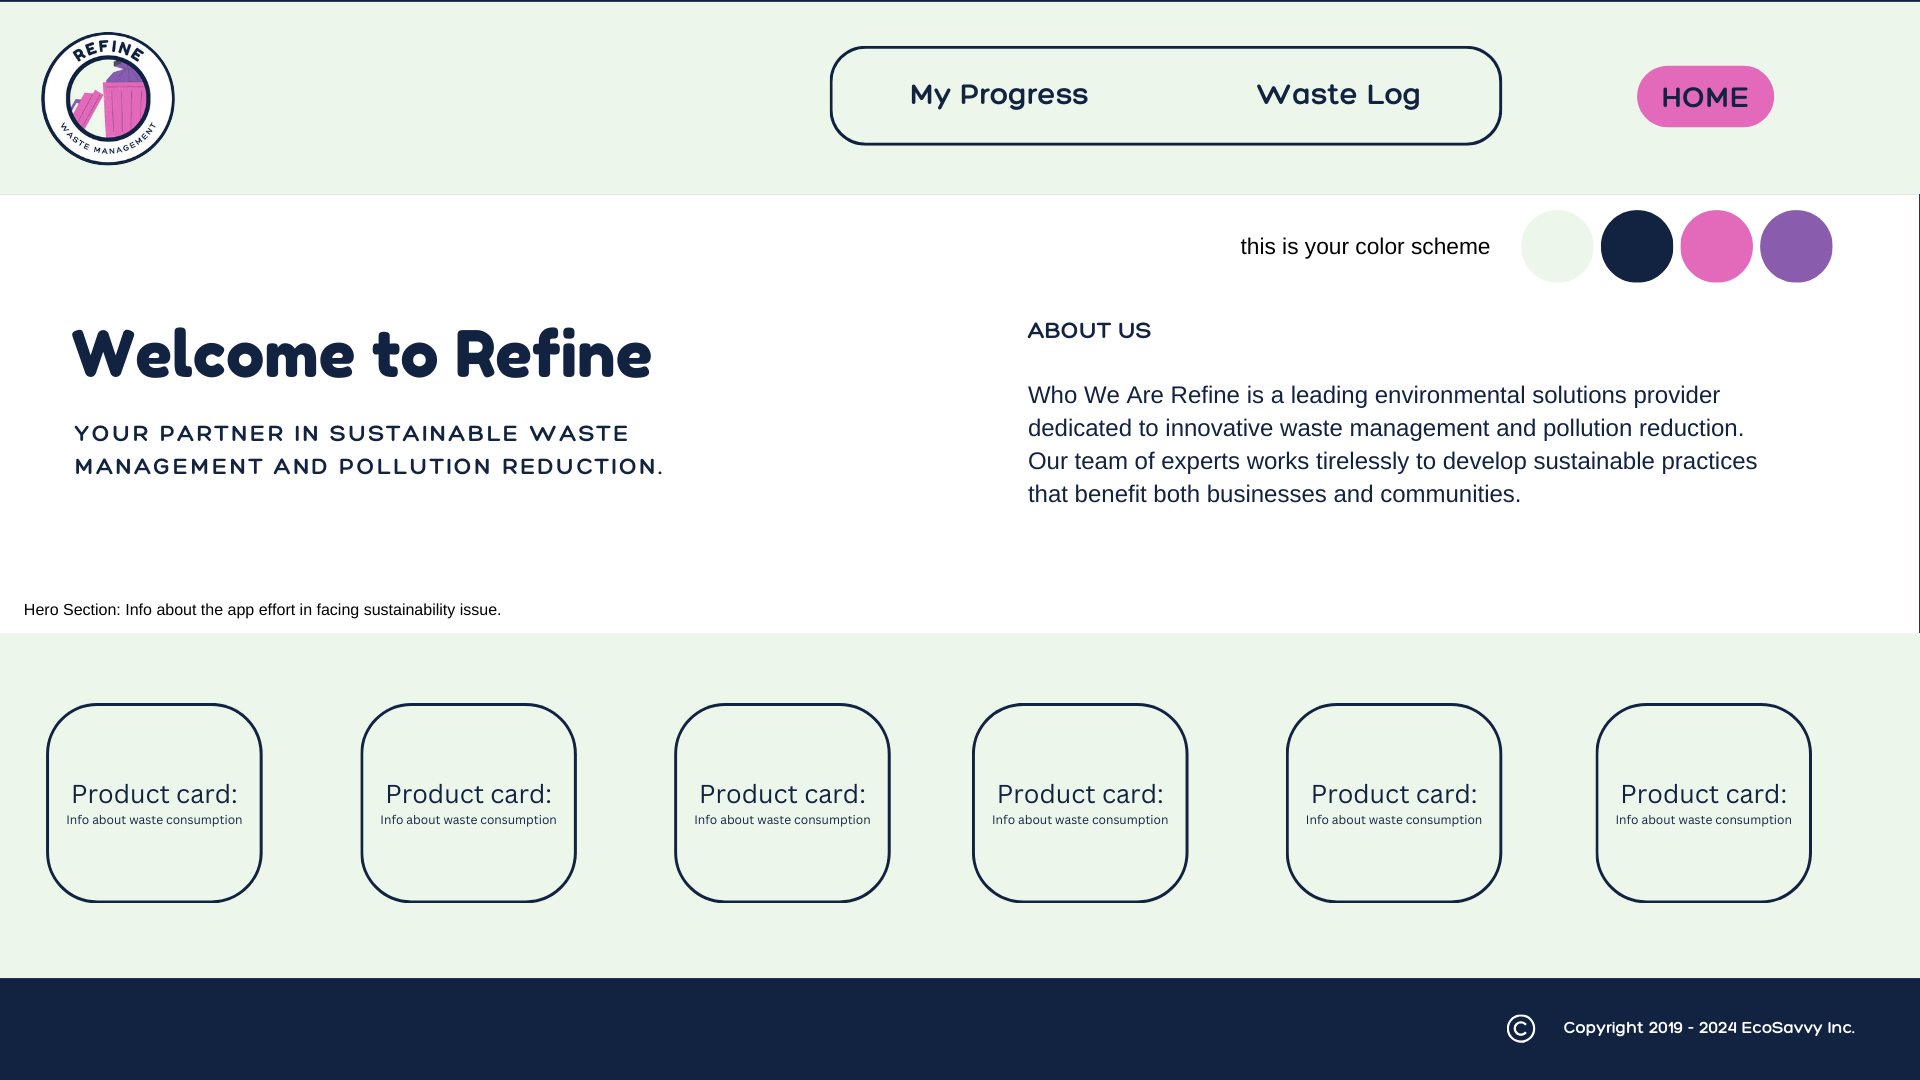 REFINE
WASTE MANAGEMENT
My Progress
Waste Log
HOME
this is your color scheme
Welcome to Refine
YOUR PARTNER IN SUSTAINABLE WASTE
MANAGEMENT AND POLLUTION REDUCTION.
ABOUT US
Who We Are Refine is a leading environmental solutions provider
dedicated to innovative waste management and pollution reduction.
Our team of experts works tirelessly to develop sustainable practices
that benefit both businesses and communities.
Hero Section: Info about the app effort in facing sustainability issue.
Product card:
Info about waste consumption
Product card:
Info about waste consumption
Product card:
Info about waste consumption
Product card:
Info about waste consumption
Product card:
Info about waste consumption
Product card:
Info about waste consumption
© Copyright 2019 - 2024 EcoSavvy Inc.